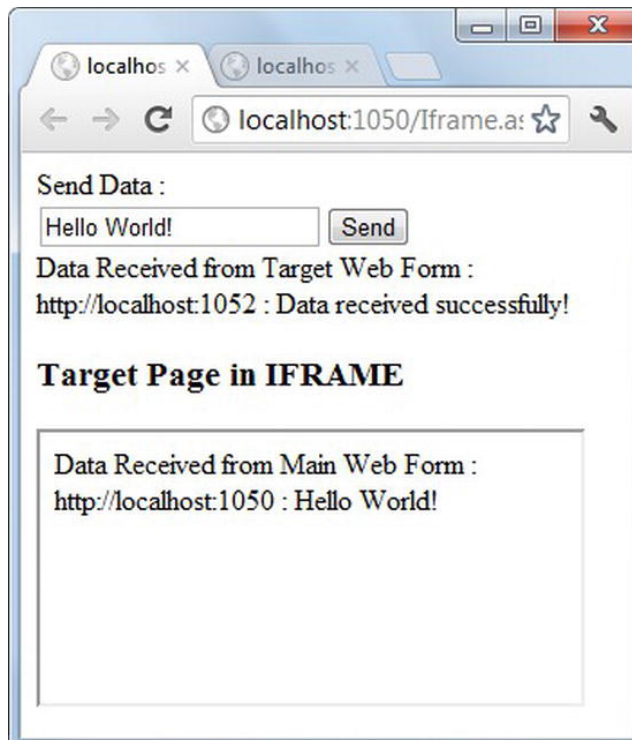 localhos × localhos ×
localhost:1050/Iframe.as
Send Data :
Hello World! Send
Data Received from Target Web Form :
http://localhost:1052 : Data received successfully!
Target Page in IFRAME
Data Received from Main Web Form :
http://localhost:1050 : Hello World!